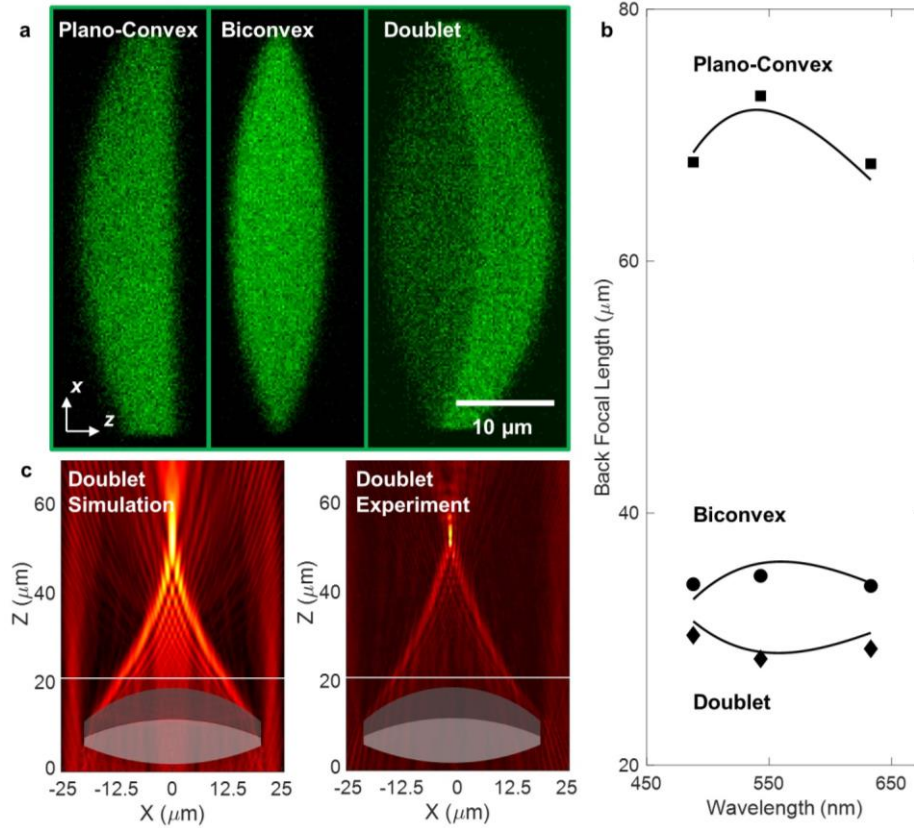 a
Plano-Convex
Biconvex
Doublet
x
z
10 µm
b
80
60
40
20
Back Focal Length (µm)
Plano-Convex
Biconvex
Doublet
450
550
650
Wavelength (nm)
c
Doublet
Simulation
60
40
20
0
Z (µm)
-25
-12.5
0
12.5
25
X (µm)
Doublet
Experiment
60
40
20
0
Z (µm)
-25
-12.5
0
12.5
25
X (µm)